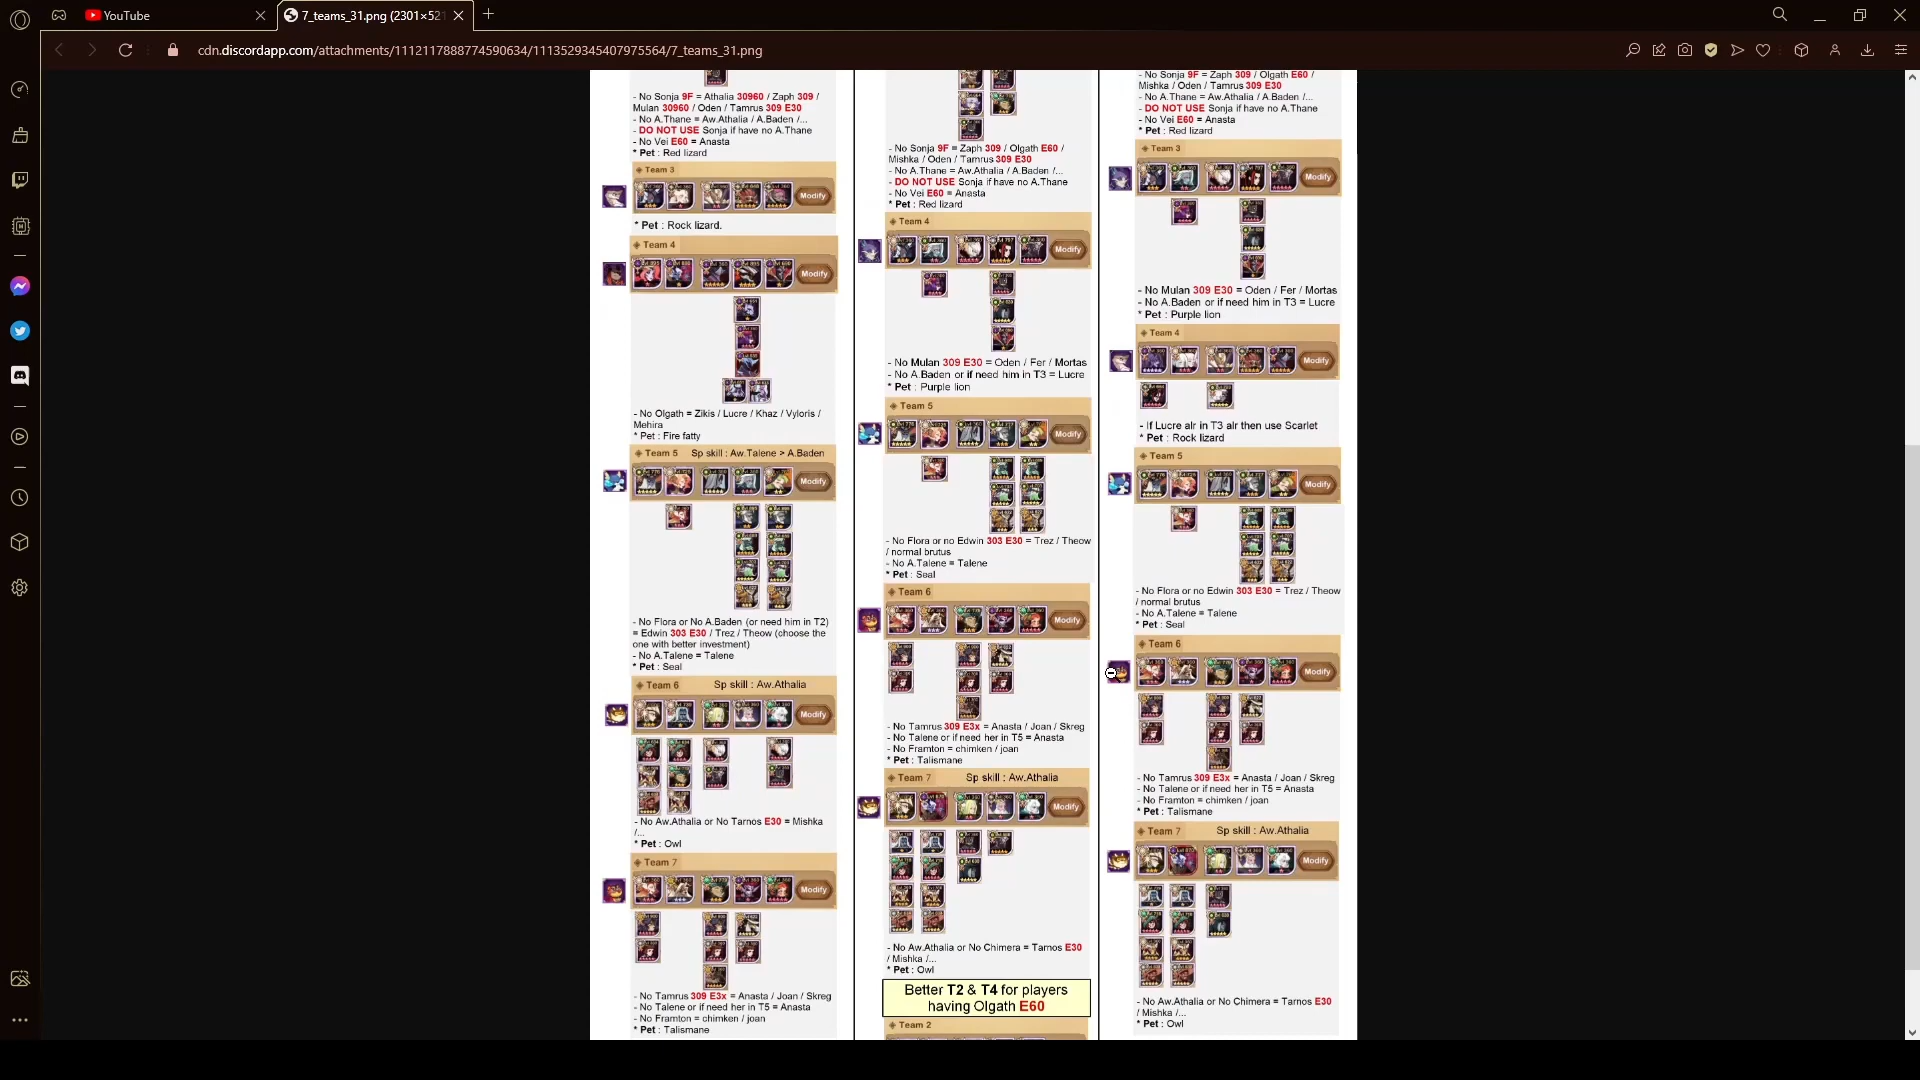 YouTube
7_teams_31.png (2301×521
cdn.discordapp.com/attachments/1112117888774590634/1113529345407975564/7_teams_31.png
- No Sonja 9F = Athalia 30960 / Zaph 309 /
Mulan 30960 / Oden / Tamrus 309 E30
- No A.Thane = Aw.Athalia / A.Baden /...
- DO NOT USE Sonja if have no A.Thane
- No Vei E60 = Anasta
* Pet : Red lizard
Team 3
Modify
* Pet : Rock lizard.
Team 4
Modify
- No Olgath = Zikis / Lucre / Khaz / Vyloris /
Mehira
* Pet : Fire fatty
Team 5 Sp skill : Aw.Talene > A.Baden
Modify
- No Flora or No A.Baden (or need him in T2)
= Edwin 303 E30 / Trez / Theow (choose the
one with better investment)
- No A.Talene = Talene
* Pet : Seal
Team 6 Sp skill : Aw.Athalia
Modify
- No Aw.Athalia or No Tarnos E30 = Mishka
/...
* Pet : Owl
Team 7
Modify
- No Tamrus 309 E3x = Anasta / Joan / Skreg
- No Talene or if need her in T5 = Anasta
- No Framton = chimken / joan
* Pet : Talismane
- No Sonja 9F = Zaph 309 / Olgath E60 /
Mishka / Oden / Tamrus 309 E30
- No A.Thane = Aw.Athalia / A.Baden /...
- DO NOT USE Sonja if have no A.Thane
- No Vei E60 = Anasta
* Pet : Red lizard
Team 4
Modify
- No Mulan 309 E30 = Oden / Fer / Mortas
- No A.Baden or if need him in T3 = Lucre
* Pet : Purple lion
Team 5
Modify
- No Flora or no Edwin 303 E30 = Trez / Theow
/ normal brutus
- No A.Talene = Talene
* Pet : Seal
Team 6
Modify
- No Tamrus 309 E3x = Anasta / Joan / Skreg
- No Talene or if need her in T5 = Anasta
- No Framton = chimken / joan
* Pet : Talismane
Team 7 Sp skill : Aw.Athalia
Modify
- No Aw.Athalia or No Chimera = Tarnos E30
/ Mishka /...
* Pet : Owl
Better T2 & T4 for players
having Olgath E60
Team 2
- No Sonja 9F = Zaph 309 / Olgath E60 /
Mishka / Oden / Tamrus 309 E30
- No A.Thane = Aw.Athalia / A.Baden /...
- DO NOT USE Sonja if have no A.Thane
- No Vei E60 = Anasta
* Pet : Red lizard
Team 3
Modify
- No Mulan 309 E30 = Oden / Fer / Mortas
- No A.Baden or if need him in T3 = Lucre
* Pet : Purple lion
Team 4
Modify
- If Lucre alr in T3 alr then use Scarlet
* Pet : Rock lizard
Team 5
Modify
- No Flora or no Edwin 303 E30 = Trez / Theow
/ normal brutus
- No A.Talene = Talene
* Pet : Seal
Team 6
Modify
- No Tamrus 309 E3x = Anasta / Joan / Skreg
- No Talene or if need her in T5 = Anasta
- No Framton = chimken / joan
* Pet : Talismane
Team 7 Sp skill : Aw.Athalia
Modify
- No Aw.Athalia or No Chimera = Tarnos E30
/ Mishka /...
* Pet : Owl